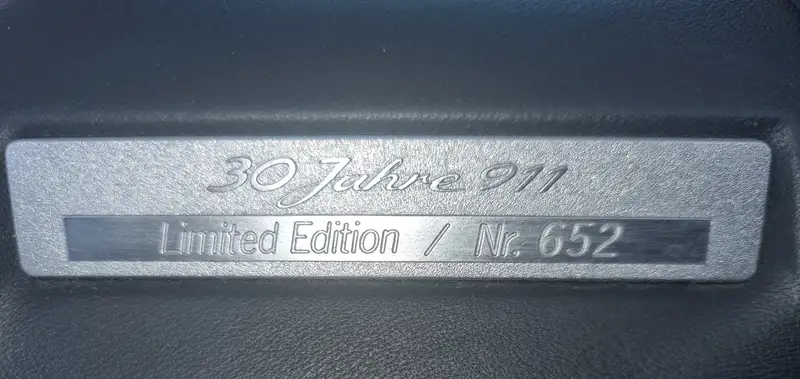 30 Jahre 911
Limited Edition / Nr. 652